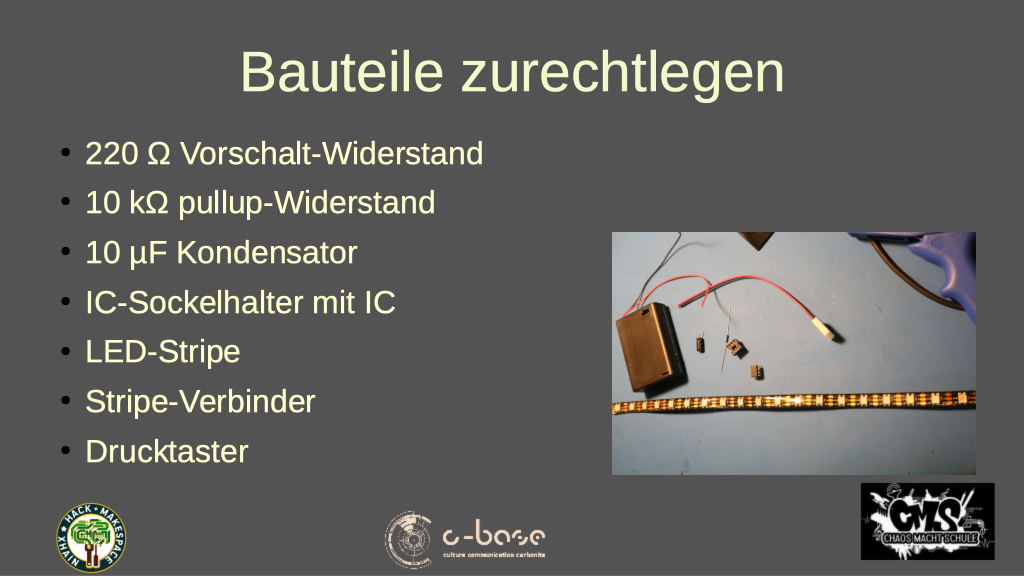 Bauteile zurechtlegen
• 220 Ω Vorschalt-Widerstand
• 10 kΩ pullup-Widerstand
• 10 µF Kondensator
• IC-Sockelhalter mit IC
• LED-Stripe
• Stripe-Verbinder
• Drucktaster
XHAIN HACK+MAKESPACE
c-base
culture communication carbonite
CMS
CHAOS MACHT SCHULE